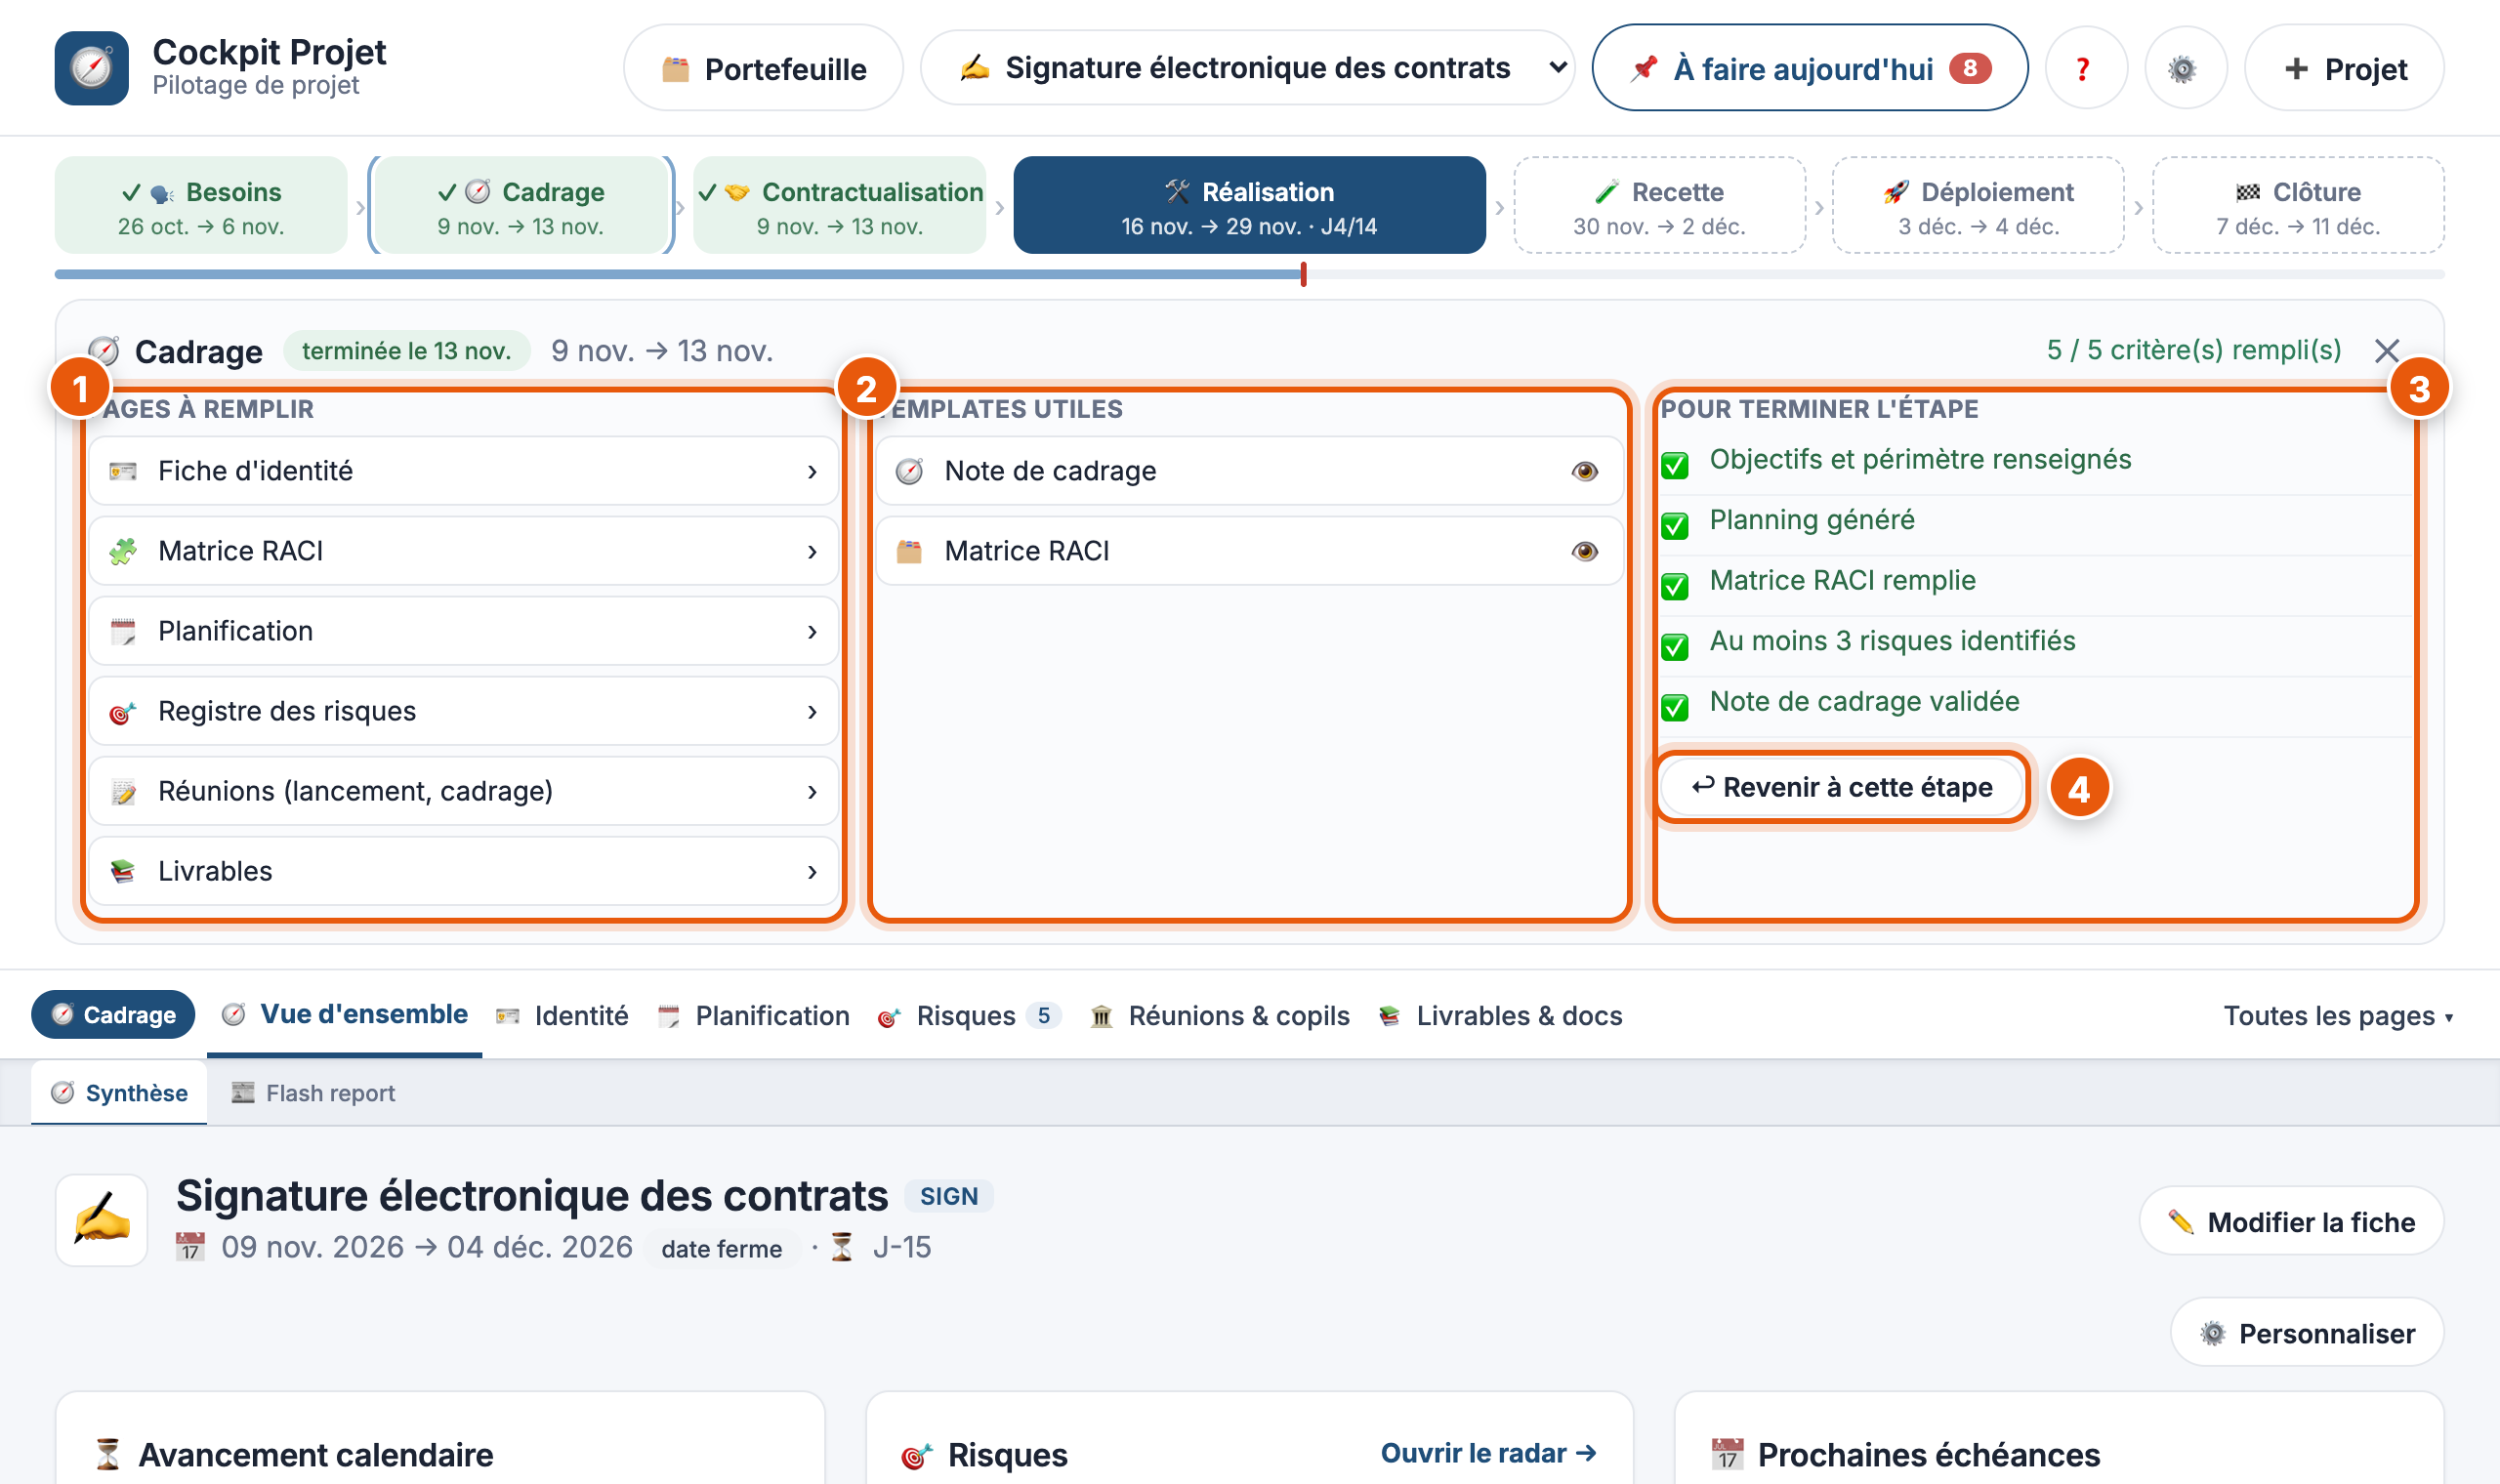 Cockpit Projet
Pilotage de projet
Portefeuille
Signature électronique des contrats
À faire aujourd'hui 8
?
+ Projet
✓ Besoins
26 oct. → 6 nov.
✓ Cadrage
9 nov. → 13 nov.
✓ Contractualisation
9 nov. → 13 nov.
Réalisation
16 nov. → 29 nov. · J4/14
Recette
30 nov. → 2 déc.
Déploiement
3 déc. → 4 déc.
Clôture
7 déc. → 11 déc.
Cadrage terminée le 13 nov. 9 nov. → 13 nov.
5 / 5 critère(s) rempli(s) ×
1
AGES À REMPLIR
Fiche d'identité ›
Matrice RACI ›
Planification ›
Registre des risques ›
Réunions (lancement, cadrage) ›
Livrables ›
2
EMPLATES UTILES
Note de cadrage
Matrice RACI
3
POUR TERMINER L'ÉTAPE
Objectifs et périmètre renseignés
Planning généré
Matrice RACI remplie
Au moins 3 risques identifiés
Note de cadrage validée
↩ Revenir à cette étape
4
Cadrage
Vue d'ensemble
Identité
Planification
Risques 5
Réunions & copils
Livrables & docs
Toutes les pages ▾
Synthèse
Flash report
Signature électronique des contrats SIGN
09 nov. 2026 → 04 déc. 2026 date ferme · J-15
Modifier la fiche
Personnaliser
Avancement calendaire
Risques
Ouvrir le radar →
Prochaines échéances